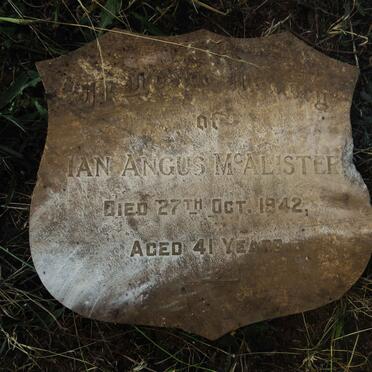 of
IAN ANGUS McALISTER
DIED 27TH OCT. 1942,
AGED 41 YEARS